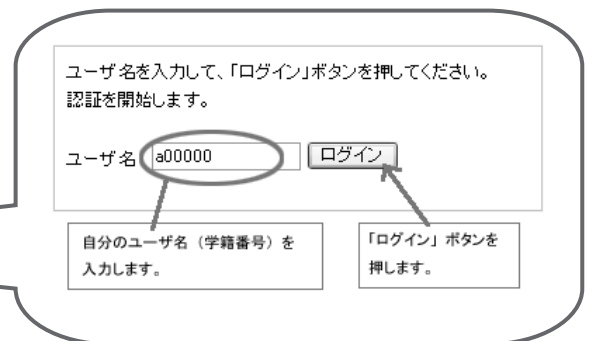 ユーザ名を入力して、「ログイン」ボタンを押してください。
認証を開始します。
ユーザ名 a00000 ログイン
自分のユーザ名（学籍番号）を
入力します。
「ログイン」ボタンを
押します。